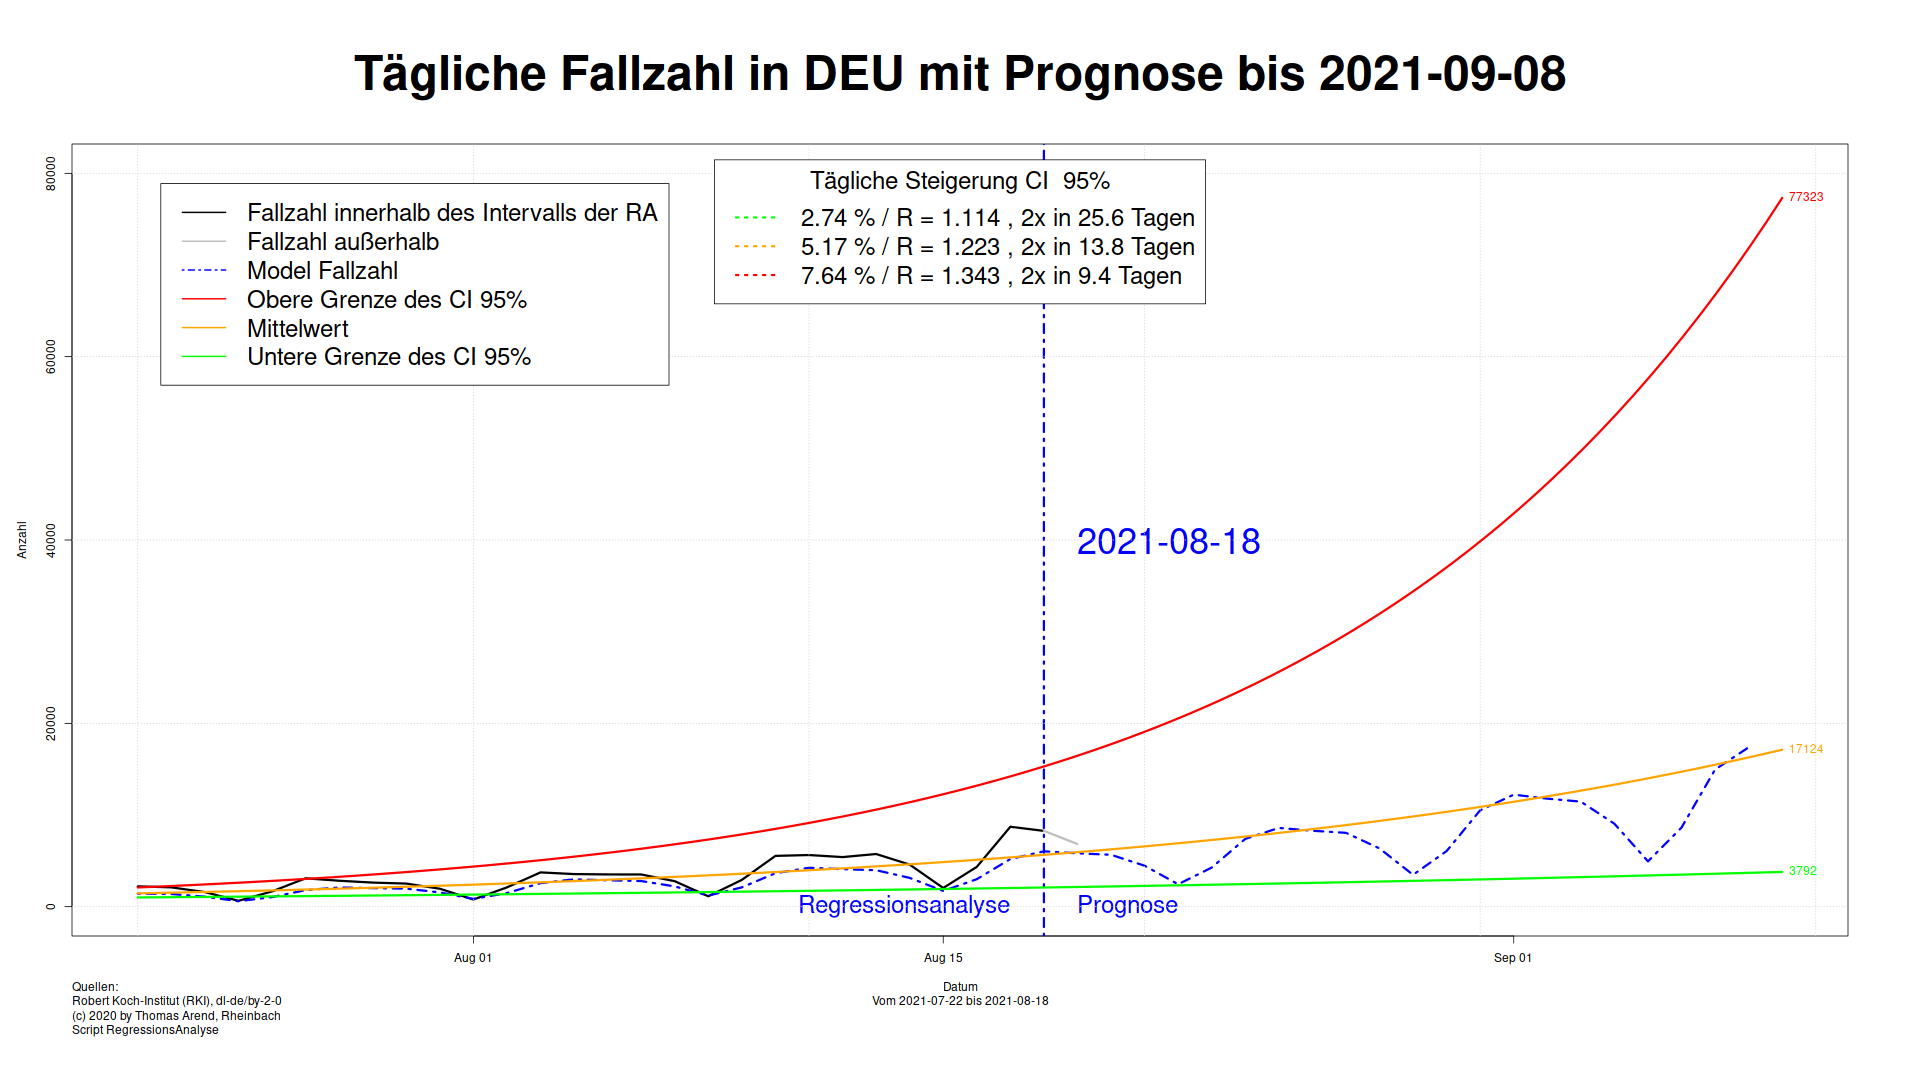 Tägliche Fallzahl in DEU mit Prognose bis 2021-09-08
Fallzahl innerhalb des Intervalls der RA
Fallzahl außerhalb
Model Fallzahl
Obere Grenze des CI 95%
Mittelwert
Untere Grenze des CI 95%
Tägliche Steigerung CI 95%
2.74 % / R = 1.114 , 2x in 25.6 Tagen
5.17 % / R = 1.223 , 2x in 13.8 Tagen
7.64 % / R = 1.343 , 2x in 9.4 Tagen
80000
60000
40000
20000
0
Anzahl
77323
2021-08-18
17124
3792
Regressionsanalyse
Prognose
Aug 01
Aug 15
Sep 01
Datum
Vom 2021-07-22 bis 2021-08-18
Quellen:
Robert Koch-Institut (RKI), dl-de/by-2-0
(c) 2020 by Thomas Arend, Rheinbach
Script RegressionsAnalyse